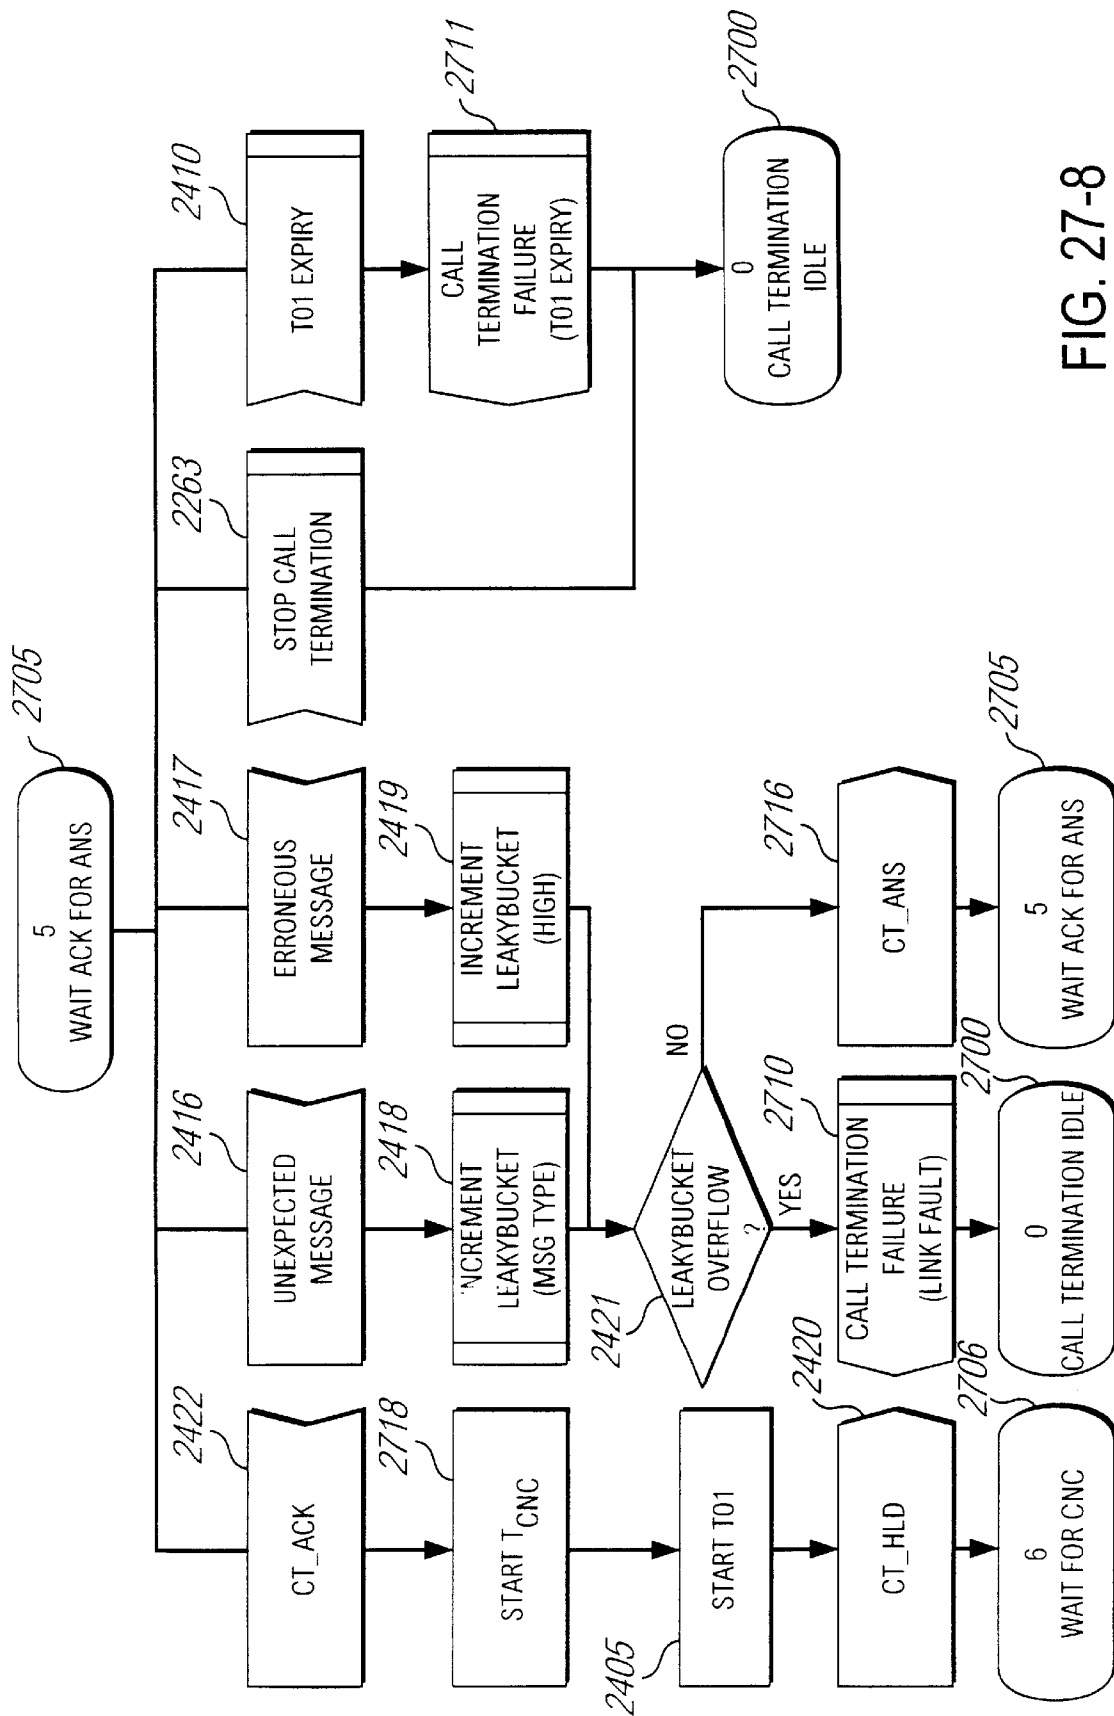 2705
5
WAIT ACK FOR ANS
2422
CT_ACK
2718
START T CNC
2405
START T01
2420
CT_HLD
2706
6
WAIT FOR CNC
2416
UNEXPECTED
MESSAGE
2418
INCREMENT
LEAKYBUCKET
(MSG TYPE)
2417
ERRONEOUS
MESSAGE
2419
INCREMENT
LEAKYBUCKET
(HIGH)
2421
LEAKYBUCKET
OVERFLOW
?
YES
NO
2710
CALL TERMINATION
FAILURE
(LINK FAULT)
2700
0
CALL TERMINATION IDLE
2716
CT_ANS
2705
5
WAIT ACK FOR ANS
2263
STOP CALL
TERMINATION
2410
T01 EXPIRY
2711
CALL
TERMINATION
FAILURE
(T01 EXPIRY)
2700
0
CALL TERMINATION
IDLE
FIG. 27-8